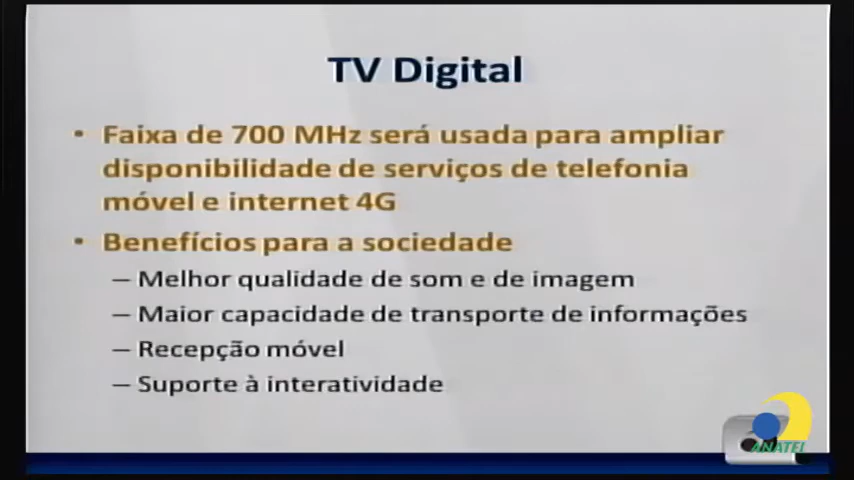 TV Digital
• Faixa de 700 MHz será usada para ampliar
disponibilidade de serviços de telefonia
móvel e internet 4G
• Benefícios para a sociedade
– Melhor qualidade de som e de imagem
– Maior capacidade de transporte de informações
– Recepção móvel
– Suporte à interatividade
ANATEL